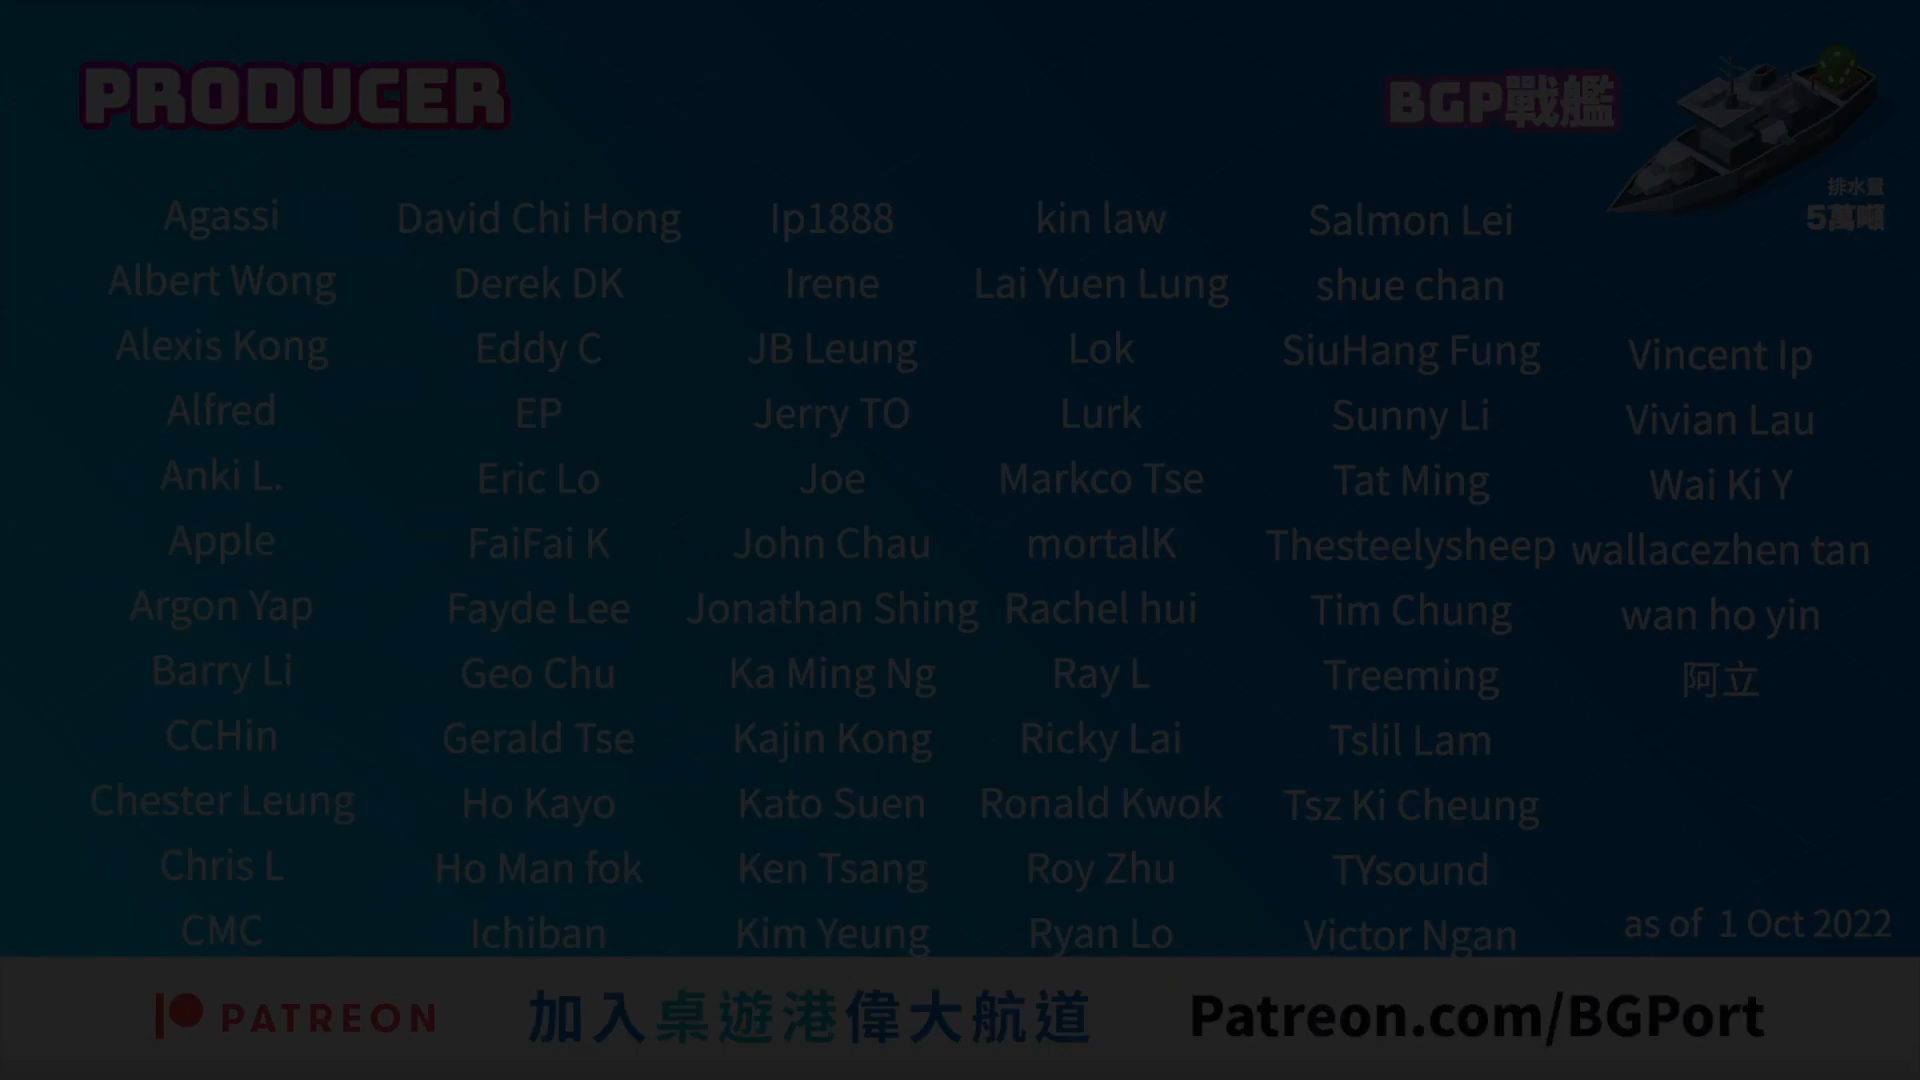 PRODUCER
BGP戰艦
排水量
5萬噸
Agassi
Albert Wong
Alexis Kong
Alfred
Anki L.
Apple
Argon Yap
Barry Li
CCHin
Chester Leung
Chris L
CMC
David Chi Hong
Derek DK
Eddy C
EP
Eric Lo
FaiFai K
Fayde Lee
Geo Chu
Gerald Tse
Ho Kayo
Ho Man fok
Ichiban
Ip1888
Irene
JB Leung
Jerry TO
Joe
John Chau
Jonathan Shing
Ka Ming Ng
Kajin Kong
Kato Suen
Ken Tsang
Kim Yeung
kin law
Lai Yuen Lung
Lok
Lurk
Markco Tse
mortalK
Rachel hui
Ray L
Ricky Lai
Ronald Kwok
Roy Zhu
Ryan Lo
Salmon Lei
shue chan
SiuHang Fung
Sunny Li
Tat Ming
Thesteelysheep
Tim Chung
Treeming
Tslil Lam
Tsz Ki Cheung
TYsound
Victor Ngan
Vincent Ip
Vivian Lau
Wai Ki Y
wallacezhen tan
wan ho yin
阿立
as of 1 Oct 2022
PATREON
加入桌遊港偉大航道
Patreon.com/BGPort